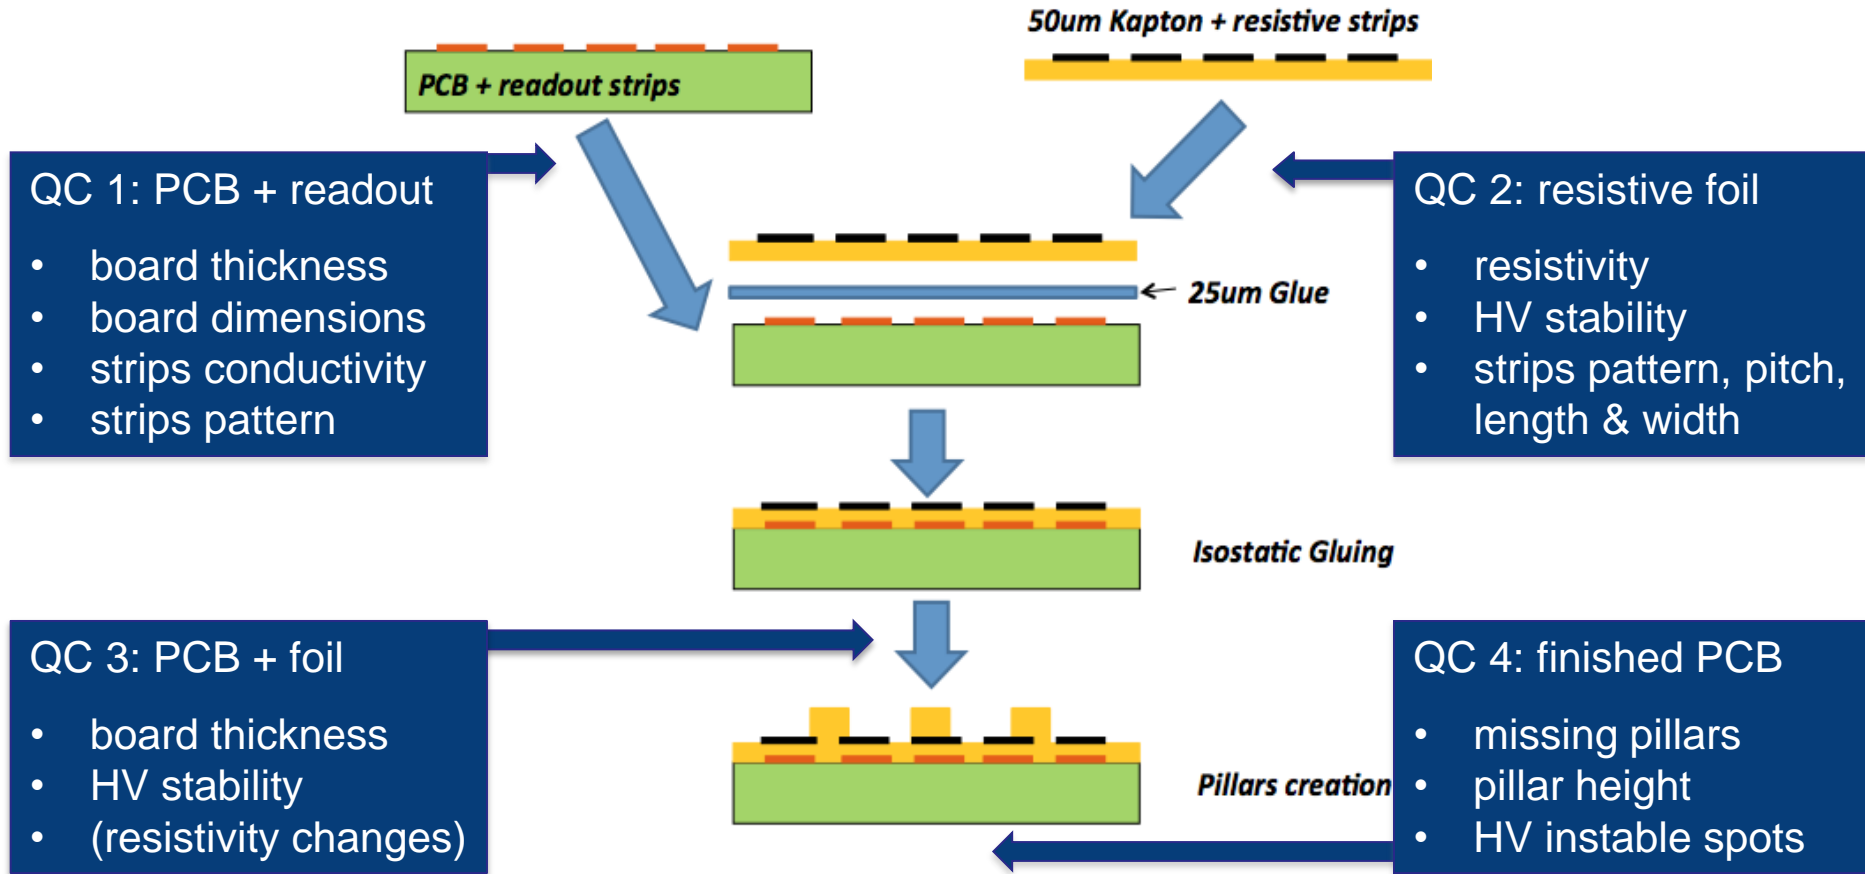 50um Kapton + resistive strips
PCB + readout strips
QC 1: PCB + readout
• board thickness
• board dimensions
• strips conductivity
• strips pattern
QC 2: resistive foil
• resistivity
• HV stability
• strips pattern, pitch,
length & width
25um Glue
Isostatic Gluing
QC 3: PCB + foil
• board thickness
• HV stability
• (resistivity changes)
Pillars creation
QC 4: finished PCB
• missing pillars
• pillar height
• HV instable spots